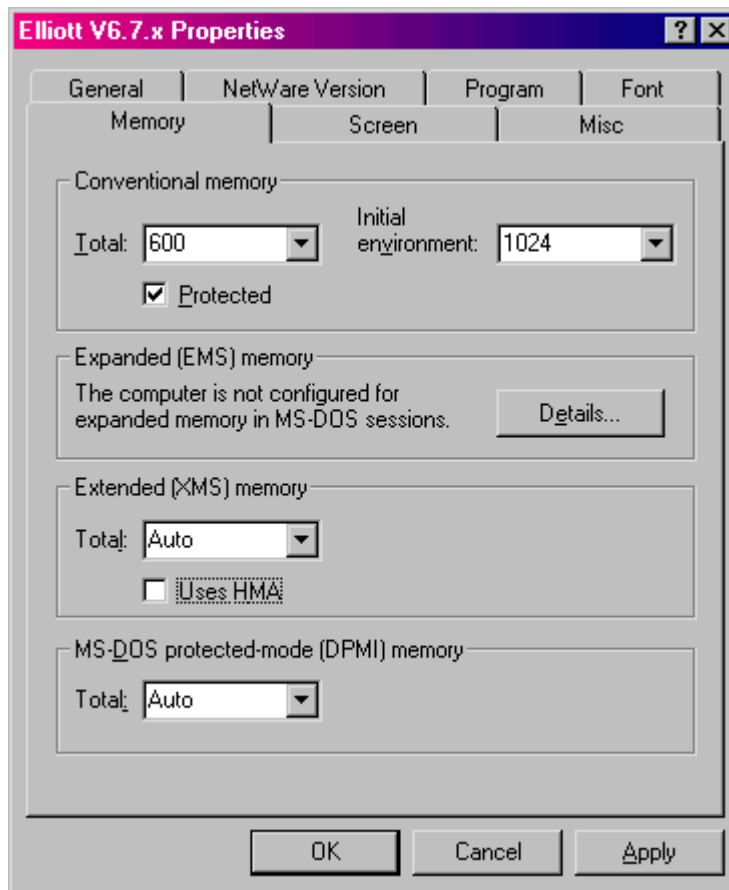 Elliott V6.7.x Properties
General NetWare Version Program Font
Memory Screen Misc
Conventional memory
Total: 600
Initial
environment: 1024
Protected
Expanded (EMS) memory
The computer is not configured for
expanded memory in MS-DOS sessions.
Details...
Extended (XMS) memory
Total: Auto
Uses HMA
MS-DOS protected-mode (DPMI) memory
Total: Auto
OK Cancel Apply